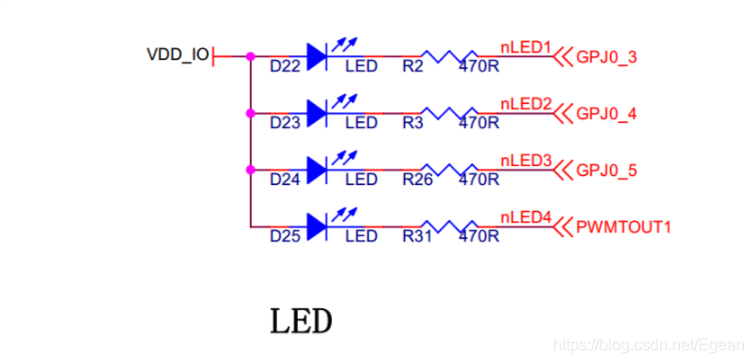 VDD_IO
D22 LED R2 470R nLED1 GPJ0_3
D23 LED R3 470R nLED2 GPJ0_4
D24 LED R26 470R nLED3 GPJ0_5
D25 LED R31 470R nLED4 PWMTOUT1
LED
https://blog.csdn.net/Egean